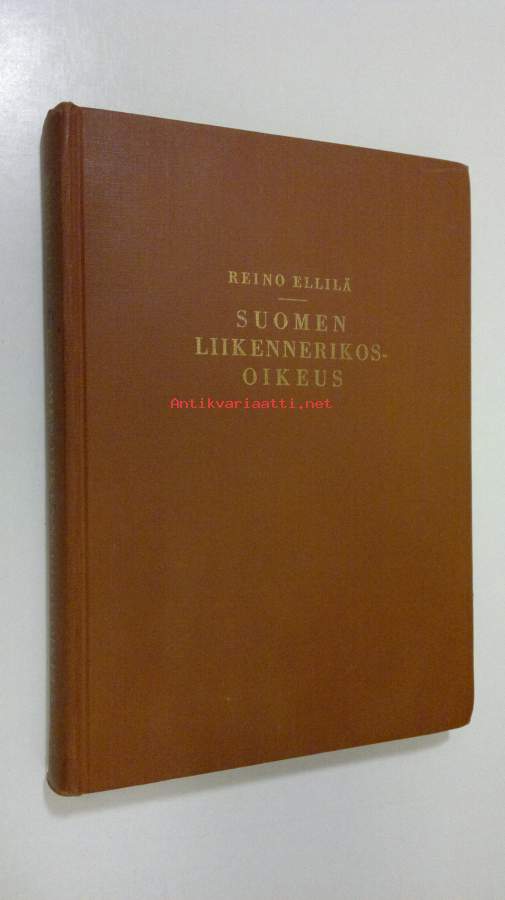 REINO ELLILÄ
SUOMEN
LIIKENNERIKOS-
OIKEUS
Antikvariaatti.net